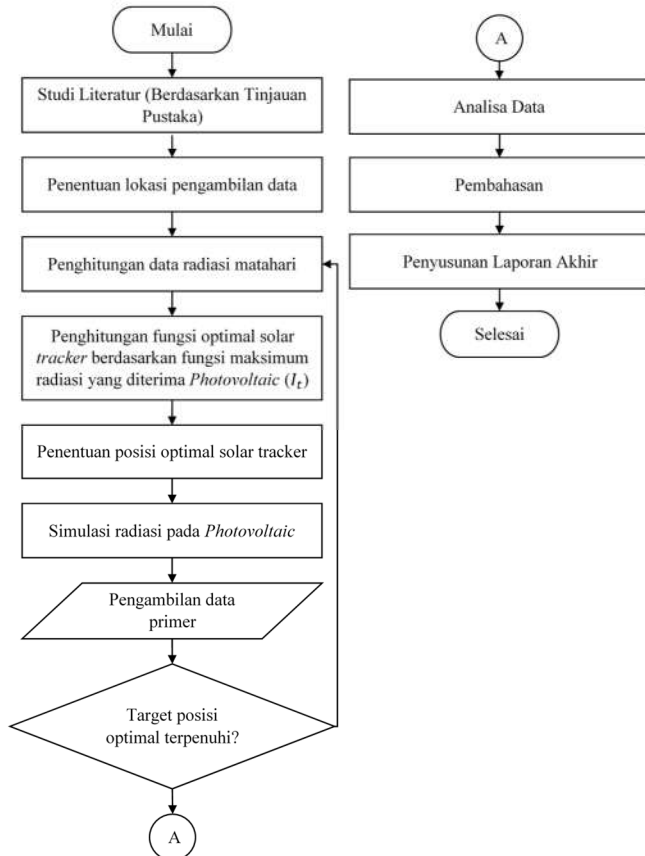 Mulai
Studi Literatur (Berdasarkan Tinjauan
Pustaka)
Penentuan lokasi pengambilan data
Penghitungan data radiasi matahari
Penghitungan fungsi optimal solar
tracker berdasarkan fungsi maksimum
radiasi yang diterima Photovoltaic (I_t)
Penentuan posisi optimal solar tracker
Simulasi radiasi pada Photovoltaic
Pengambilan data
primer
Target posisi
optimal terpenuhi?
A
A
Analisa Data
Pembahasan
Penyusunan Laporan Akhir
Selesai